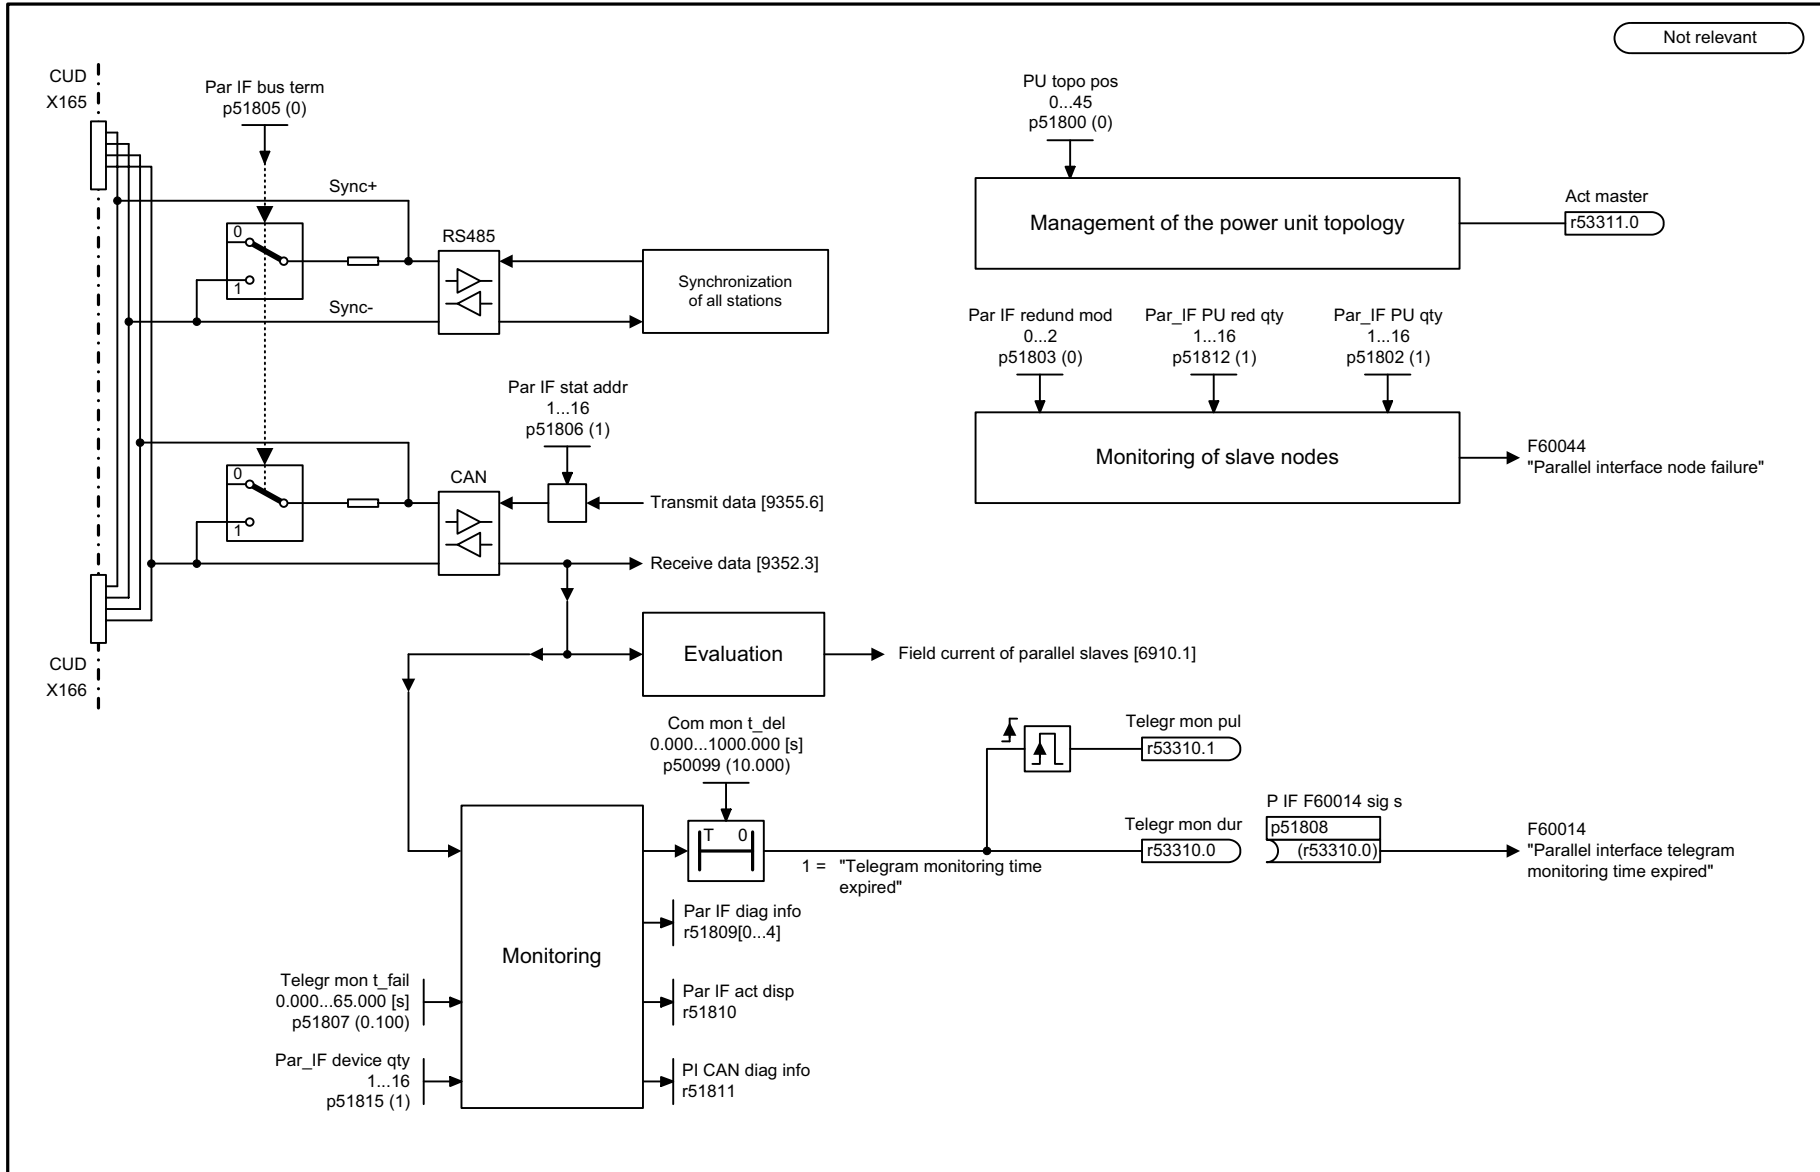 Not relevant
CUD
X165
Par IF bus term
p51805 (0)
Sync+
0
1
Sync-
RS485
Synchronization
of all stations
PU topo pos
0...45
p51800 (0)
Management of the power unit topology
Act master
r53311.0
Par IF redund mod
0...2
p51803 (0)
Par_IF PU red qty
1...16
p51812 (1)
Par_IF PU qty
1...16
p51802 (1)
Monitoring of slave nodes
F60044
"Parallel interface node failure"
Par IF stat addr
1...16
p51806 (1)
0
1
CAN
Transmit data [9355.6]
Receive data [9352.3]
CUD
X166
Evaluation
Field current of parallel slaves [6910.1]
Com mon t_del
0.000...1000.000 [s]
p50099 (10.000)
T 0
1 = "Telegram monitoring time
expired"
Telegr mon pul
r53310.1
Telegr mon dur
r53310.0
P IF F60014 sig s
p51808
(r53310.0)
F60014
"Parallel interface telegram
monitoring time expired"
Monitoring
Par IF diag info
r51809[0...4]
Par IF act disp
r51810
PI CAN diag info
r51811
Telegr mon t_fail
0.000...65.000 [s]
p51807 (0.100)
Par_IF device qty
1...16
p51815 (1)